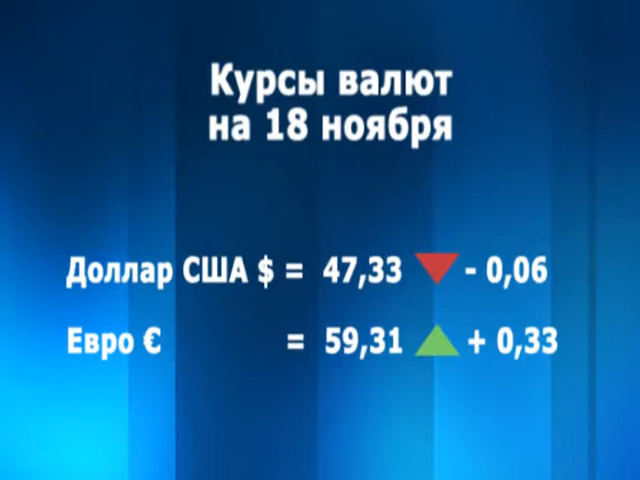 Курсы валют
на 18 ноября
Доллар США $ = 47,33 - 0,06
Евро € = 59,31 + 0,33